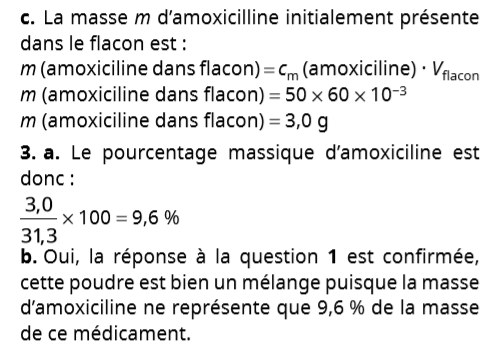 c. La masse m d'amoxicilline initialement présente
dans le flacon est :
m (amoxiciline dans flacon) = cₘ (amoxiciline) · V_flacon
m (amoxiciline dans flacon) = 50 × 60 × 10⁻³
m (amoxiciline dans flacon) = 3,0 g
3. a. Le pourcentage massique d'amoxiciline est
donc :
3,0
—— × 100 = 9,6 %
31,3
b. Oui, la réponse à la question 1 est confirmée,
cette poudre est bien un mélange puisque la masse
d'amoxiciline ne représente que 9,6 % de la masse
de ce médicament.